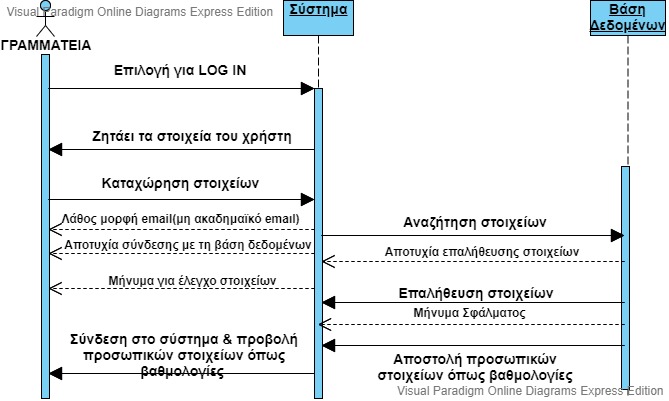 Visual Paradigm Online Diagrams Express Edition
Σύστημα
Βάση
Δεδομένων
ΓΡΑΜΜΑΤΕΙΑ
Επιλογή για LOG IN
Ζητάει τα στοιχεία του χρήστη
Καταχώρηση στοιχείων
Λάθος μορφή email(μη ακαδημαϊκό email)
Αναζήτηση στοιχείων
Αποτυχία σύνδεσης με τη βάση δεδομένων
Αποτυχία επαλήθευσης στοιχείων
Μήνυμα για έλεγχο στοιχείων
Επαλήθευση στοιχείων
Μήνυμα Σφάλματος
Σύνδεση στο σύστημα & προβολή
προσωπικών στοιχείων όπως
βαθμολογίες
Αποστολή προσωπικών
στοιχείων όπως βαθμολογίες
Visual Paradigm Online Diagrams Express Edition